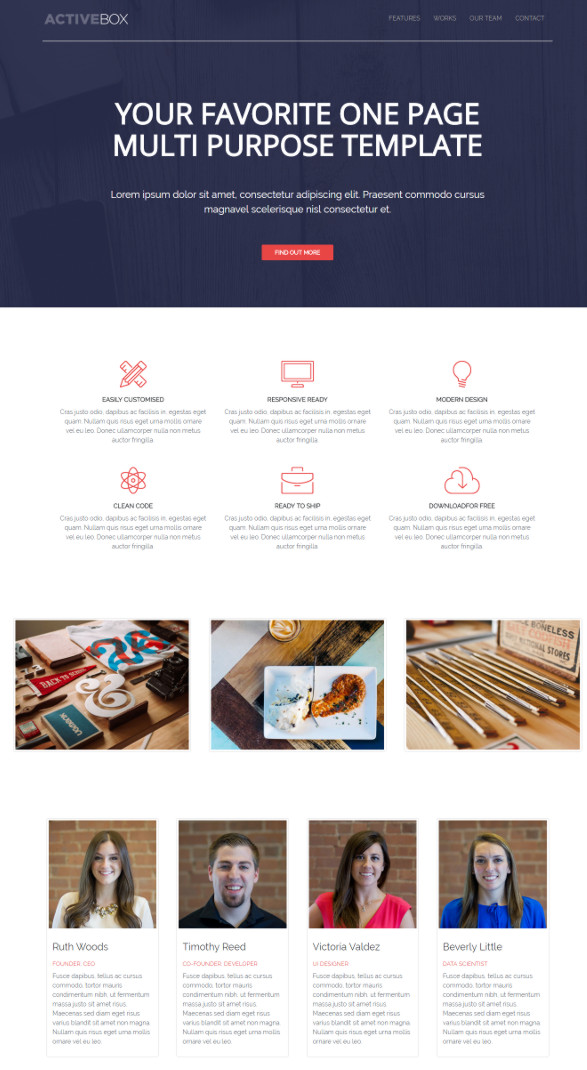 ACTIVEBOX
FEATURES WORKS OUR TEAM CONTACT
YOUR FAVORITE ONE PAGE
MULTI PURPOSE TEMPLATE
Lorem ipsum dolor sit amet, consectetur adipiscing elit. Praesent commodo cursus
magnavel scelerisque nisl consectetur et.
FIND OUT MORE
EASILY CUSTOMISED
Cras justo odio, dapibus ac facilisis in, egestas eget
quam. Nullam quis risus eget urna mollis ornare
vel eu leo. Donec ullamcorper nulla non metus
auctor fringilla
RESPONSIVE READY
Cras justo odio, dapibus ac facilisis in, egestas eget
quam. Nullam quis risus eget urna mollis ornare
vel eu leo. Donec ullamcorper nulla non metus
auctor fringilla
MODERN DESIGN
Cras justo odio, dapibus ac facilisis in, egestas eget
quam. Nullam quis risus eget urna mollis ornare
vel eu leo. Donec ullamcorper nulla non metus
auctor fringilla
CLEAN CODE
Cras justo odio, dapibus ac facilisis in, egestas eget
quam. Nullam quis risus eget urna mollis ornare
vel eu leo. Donec ullamcorper nulla non metus
auctor fringilla
READY TO SHIP
Cras justo odio, dapibus ac facilisis in, egestas eget
quam. Nullam quis risus eget urna mollis ornare
vel eu leo. Donec ullamcorper nulla non metus
auctor fringilla
DOWNLOADFOR FREE
Cras justo odio, dapibus ac facilisis in, egestas eget
quam. Nullam quis risus eget urna mollis ornare
vel eu leo. Donec ullamcorper nulla non metus
auctor fringilla
BACK TO
&
BONELESS
NATIONAL STORES
Ruth Woods
FOUNDER, CEO
Fusce dapibus, tellus ac cursus
commodo, tortor mauris
condimentum nibh, ut fermentum
massa justo sit amet risus.
Maecenas sed diam eget risus
varius blandit sit amet non magna.
Nullam quis risus eget urna mollis
ornare vel eu leo.
Timothy Reed
CO-FOUNDER, DEVELOPER
Fusce dapibus, tellus ac cursus
commodo, tortor mauris
condimentum nibh, ut fermentum
massa justo sit amet risus.
Maecenas sed diam eget risus
varius blandit sit amet non magna.
Nullam quis risus eget urna mollis
ornare vel eu leo.
Victoria Valdez
UI DESIGNER
Fusce dapibus, tellus ac cursus
commodo, tortor mauris
condimentum nibh, ut fermentum
massa justo sit amet risus.
Maecenas sed diam eget risus
varius blandit sit amet non magna.
Nullam quis risus eget urna mollis
ornare vel eu leo.
Beverly Little
DATA SCIENTIST
Fusce dapibus, tellus ac cursus
commodo, tortor mauris
condimentum nibh, ut fermentum
massa justo sit amet risus.
Maecenas sed diam eget risus
varius blandit sit amet non magna.
Nullam quis risus eget urna mollis
ornare vel eu leo.